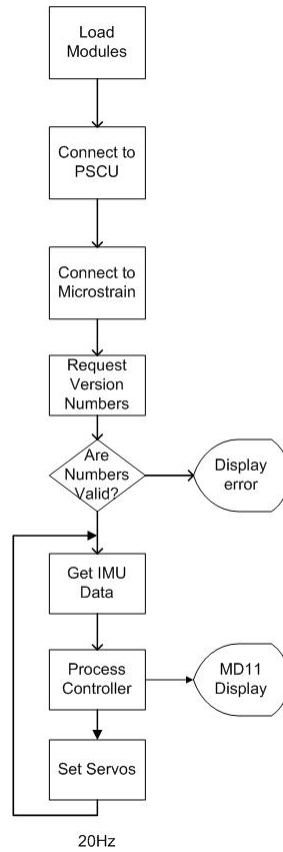 Load
Modules
Connect to
PSCU
Connect to
Microstrain
Request
Version
Numbers
Are
Numbers
Valid?
Display
error
Get IMU
Data
Process
Controller
MD11
Display
Set Servos
20Hz